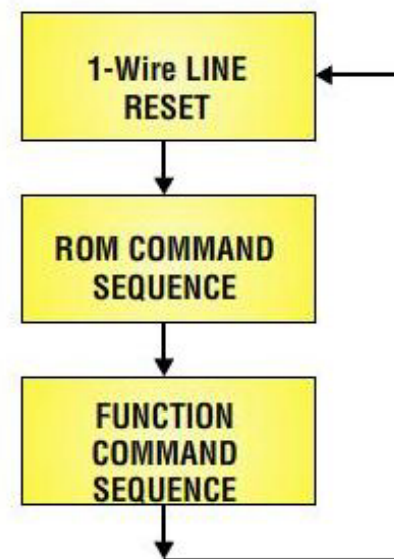 1-Wire LINE
RESET
ROM COMMAND
SEQUENCE
FUNCTION
COMMAND
SEQUENCE